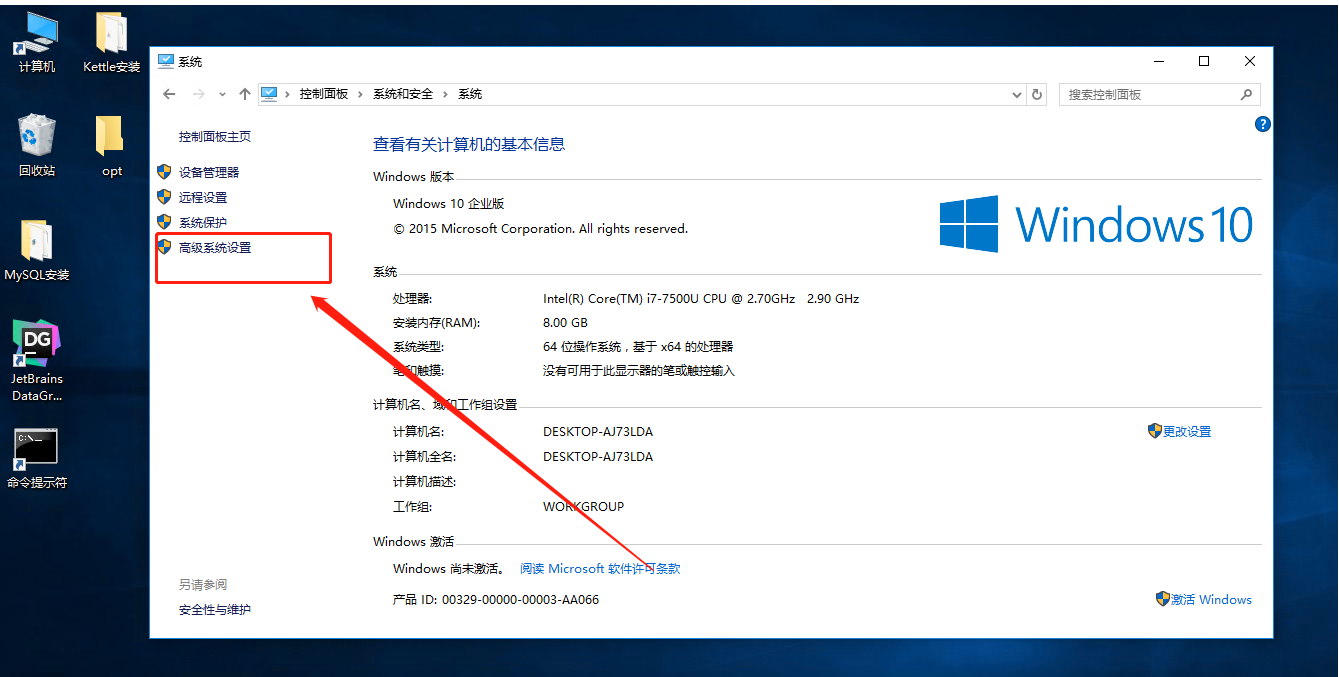 计算机
Kettle安装
回收站
opt
MySQL安装
DG
JetBrains
DataGr...
C:\_
命令提示符
系统
控制面板 › 系统和安全 › 系统
搜索控制面板
?
控制面板主页
设备管理器
远程设置
系统保护
高级系统设置
另请参阅
安全性与维护
查看有关计算机的基本信息
Windows 版本
Windows 10 企业版
© 2015 Microsoft Corporation. All rights reserved.
Windows 10
系统
处理器: Intel(R) Core(TM) i7-7500U CPU @ 2.70GHz 2.90 GHz
安装内存(RAM): 8.00 GB
系统类型: 64 位操作系统，基于 x64 的处理器
笔和触摸: 没有可用于此显示器的笔或触控输入
计算机名、域和工作组设置
计算机名: DESKTOP-AJ73LDA 更改设置
计算机全名: DESKTOP-AJ73LDA
计算机描述:
工作组: WORKGROUP
Windows 激活
Windows 尚未激活。 阅读 Microsoft 软件许可条款
产品 ID: 00329-00000-00003-AA066 激活 Windows